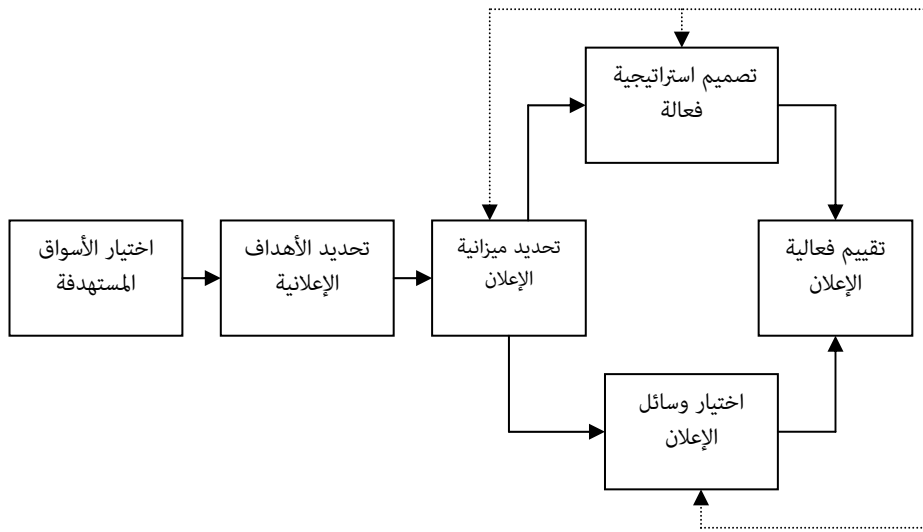 تصميم استراتيجية
فعالة
اختيار الأسواق
المستهدفة
تحديد الأهداف
الإعلانية
تحديد ميزانية
الإعلان
تقييم فعالية
الإعلان
اختيار وسائل
الإعلان